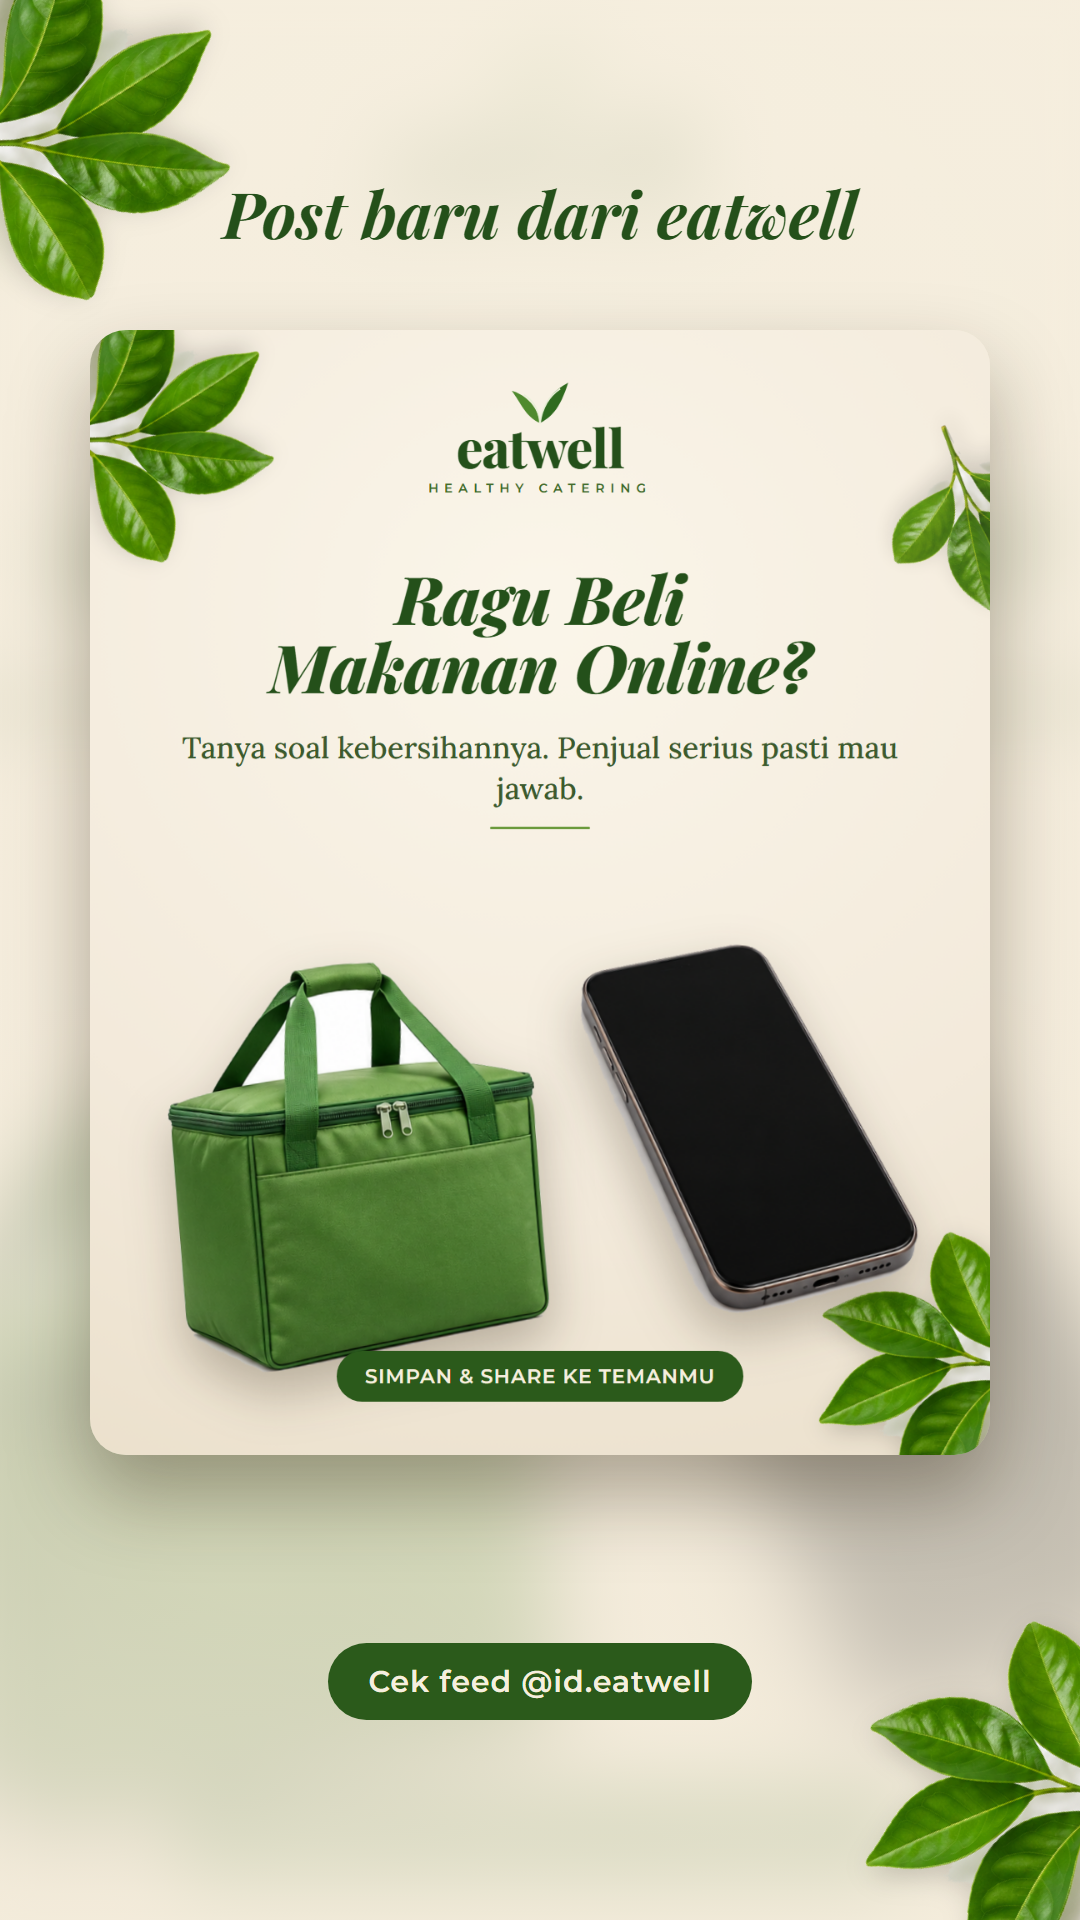 Post baru dari eatwell
eatwell
HEALTHY CATERING
Ragu Beli
Makanan Online?
Tanya soal kebersihannya. Penjual serius pasti mau
jawab.
SIMPAN & SHARE KE TEMANMU
Cek feed @id.eatwell